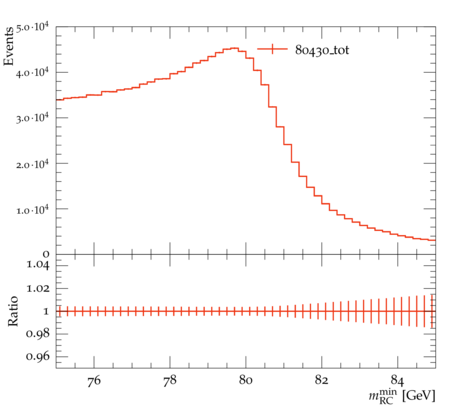 Events
5.0·10⁴
4.0·10⁴
3.0·10⁴
2.0·10⁴
1.0·10⁴
0
80430_tot
Ratio
1.04
1.02
1
0.98
0.96
76 78 80 82 84
m_RC^min [GeV]